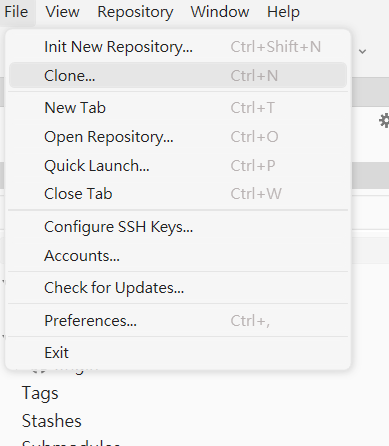 File View Repository Window Help
Init New Repository... Ctrl+Shift+N
Clone... Ctrl+N
New Tab Ctrl+T
Open Repository... Ctrl+O
Quick Launch... Ctrl+P
Close Tab Ctrl+W
Configure SSH Keys...
Accounts...
Check for Updates...
Preferences... Ctrl+,
Exit
Tags
Stashes
Submodules